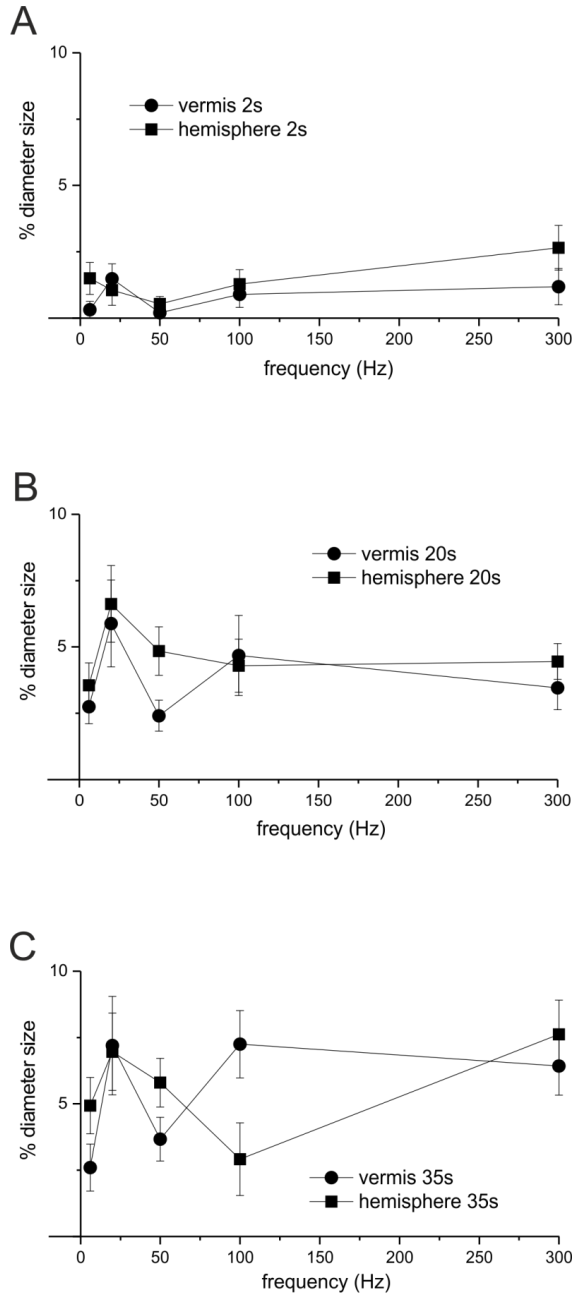 A
10
5
% diameter size
vermis 2s
hemisphere 2s
0 50 100 150 200 250 300
frequency (Hz)
B
10
5
% diameter size
vermis 20s
hemisphere 20s
0 50 100 150 200 250 300
frequency (Hz)
C
10
5
% diameter size
vermis 35s
hemisphere 35s
0 50 100 150 200 250 300
frequency (Hz)